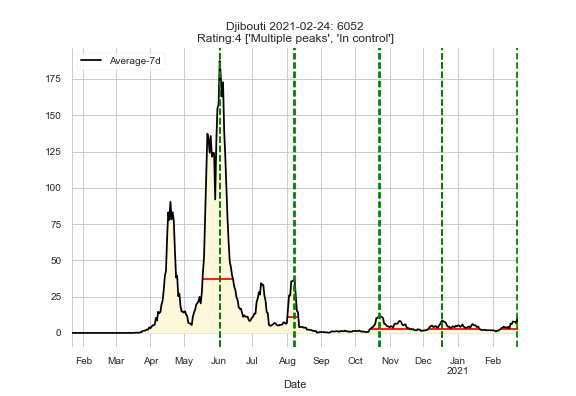 Djibouti 2021-02-24: 6052
Rating:4 ['Multiple peaks', 'In control']
Average-7d
175
150
125
100
75
50
25
0
Feb Mar Apr May Jun Jul Aug Sep Oct Nov Dec Jan Feb
2021
Date